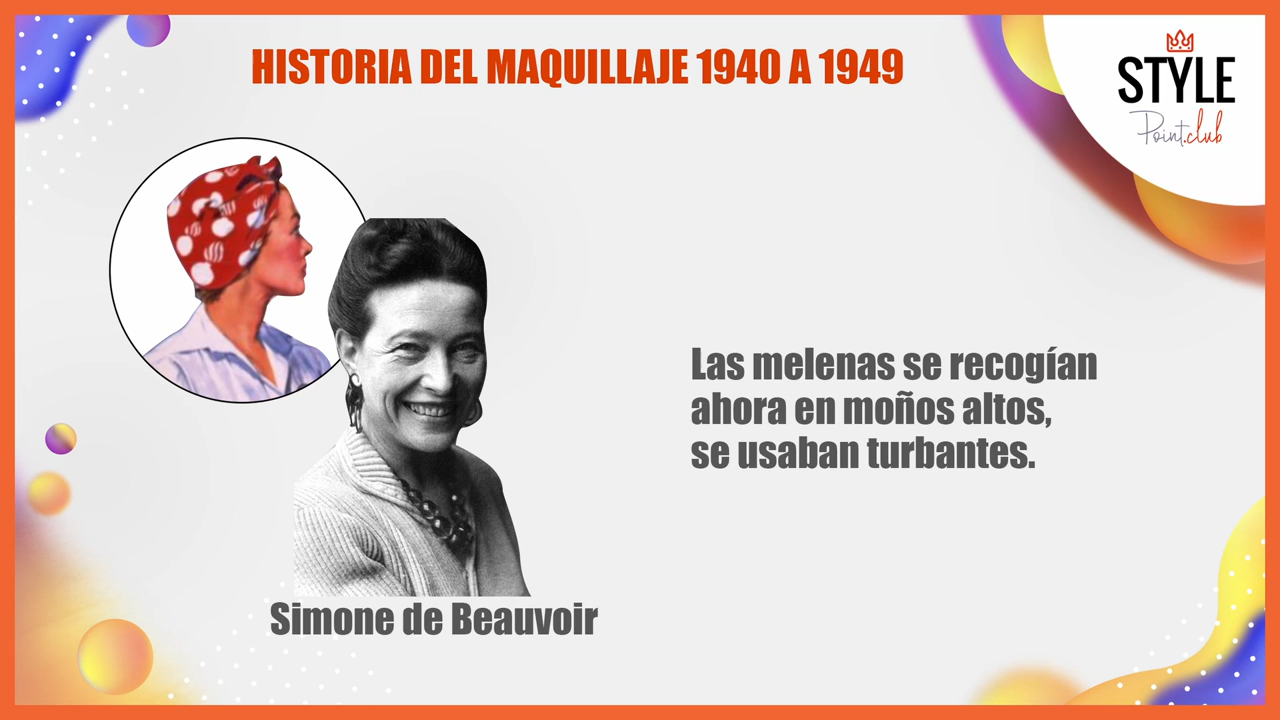 HISTORIA DEL MAQUILLAJE 1940 A 1949
STYLE
Point.club
Las melenas se recogían
ahora en moños altos,
se usaban turbantes.
Simone de Beauvoir